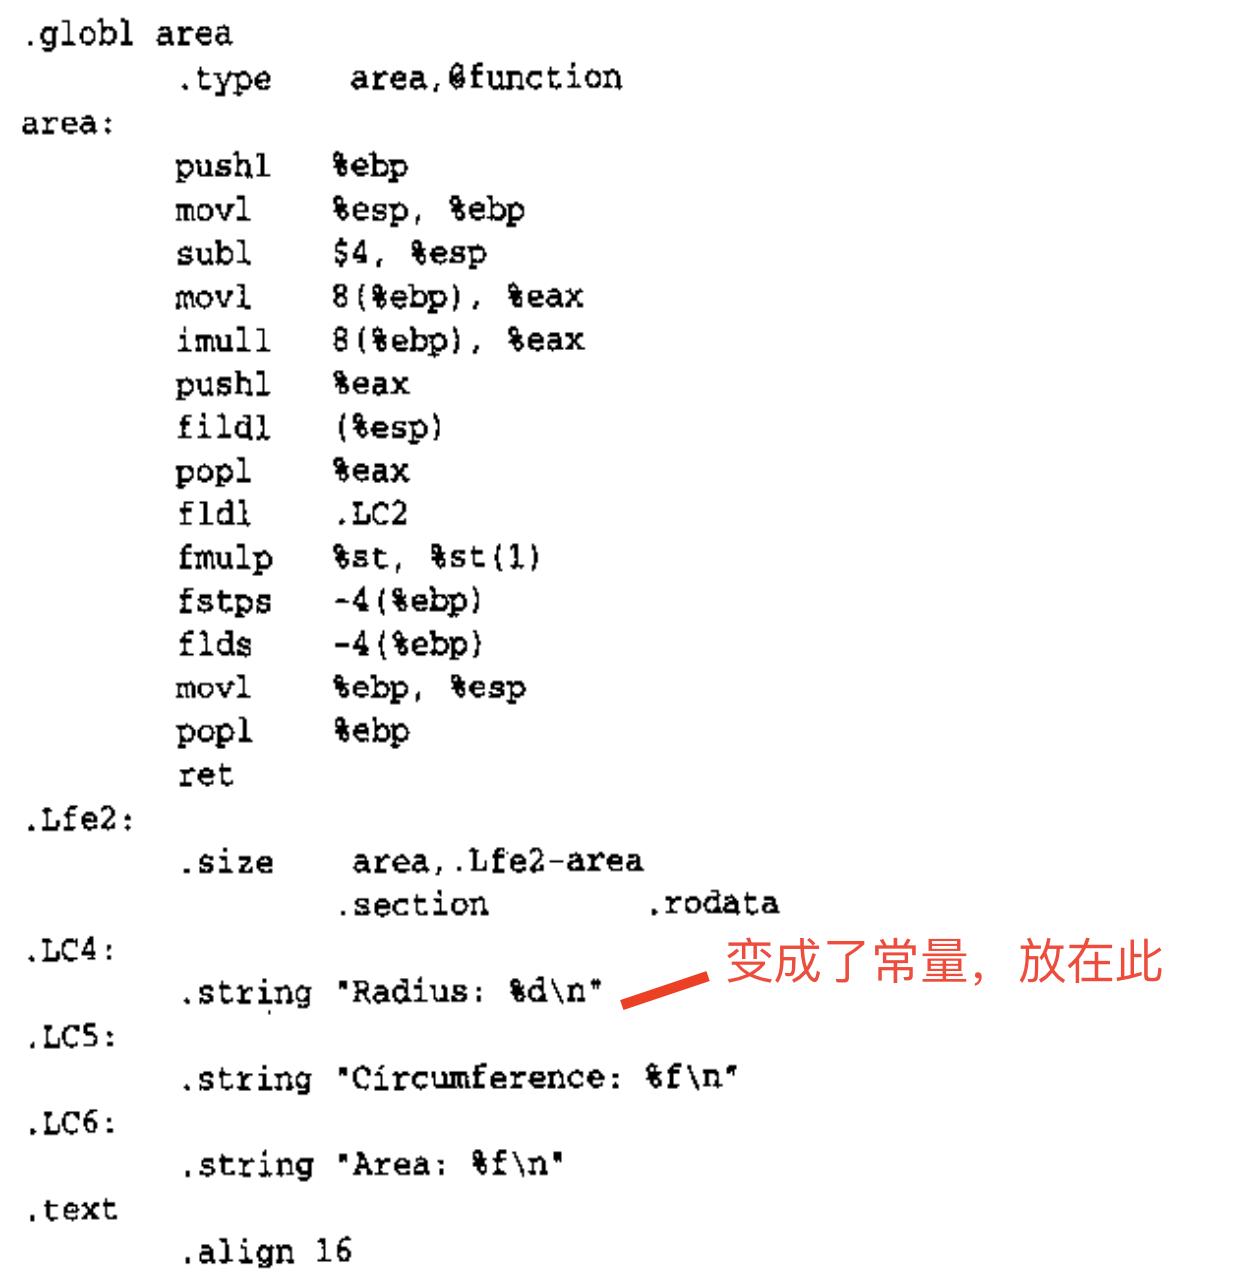 .globl area
.type area,@function
area:
pushl %ebp
movl %esp, %ebp
subl $4, %esp
movl 8(%ebp), %eax
imull 8(%ebp), %eax
pushl %eax
fildl (%esp)
popl %eax
fldl .LC2
fmulp %st, %st(1)
fstps -4(%ebp)
flds -4(%ebp)
movl %ebp, %esp
popl %ebp
ret
.Lfe2:
.size area,.Lfe2-area
.section .rodata
.LC4:
变成了常量，放在此
.string "Radius: %d\n"
.LC5:
.string "Circumference: %f\n"
.LC6:
.string "Area: %f\n"
.text
.align 16